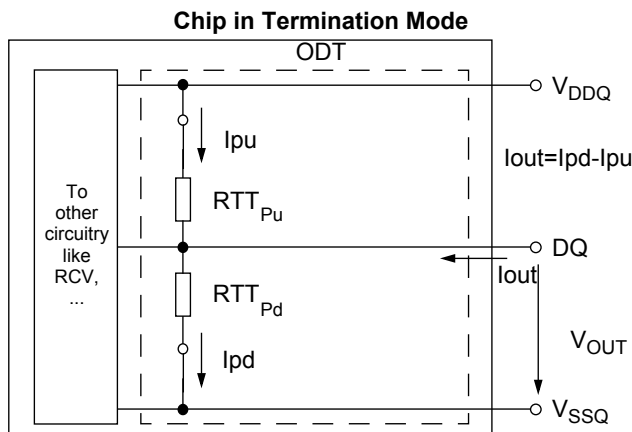 Chip in Termination Mode
ODT
VDDQ
Ipu
Iout=Ipd-Ipu
To
other
circuitry
like
RCV,
...
RTTPu
DQ
Iout
RTTPd
VOUT
Ipd
VSSQ